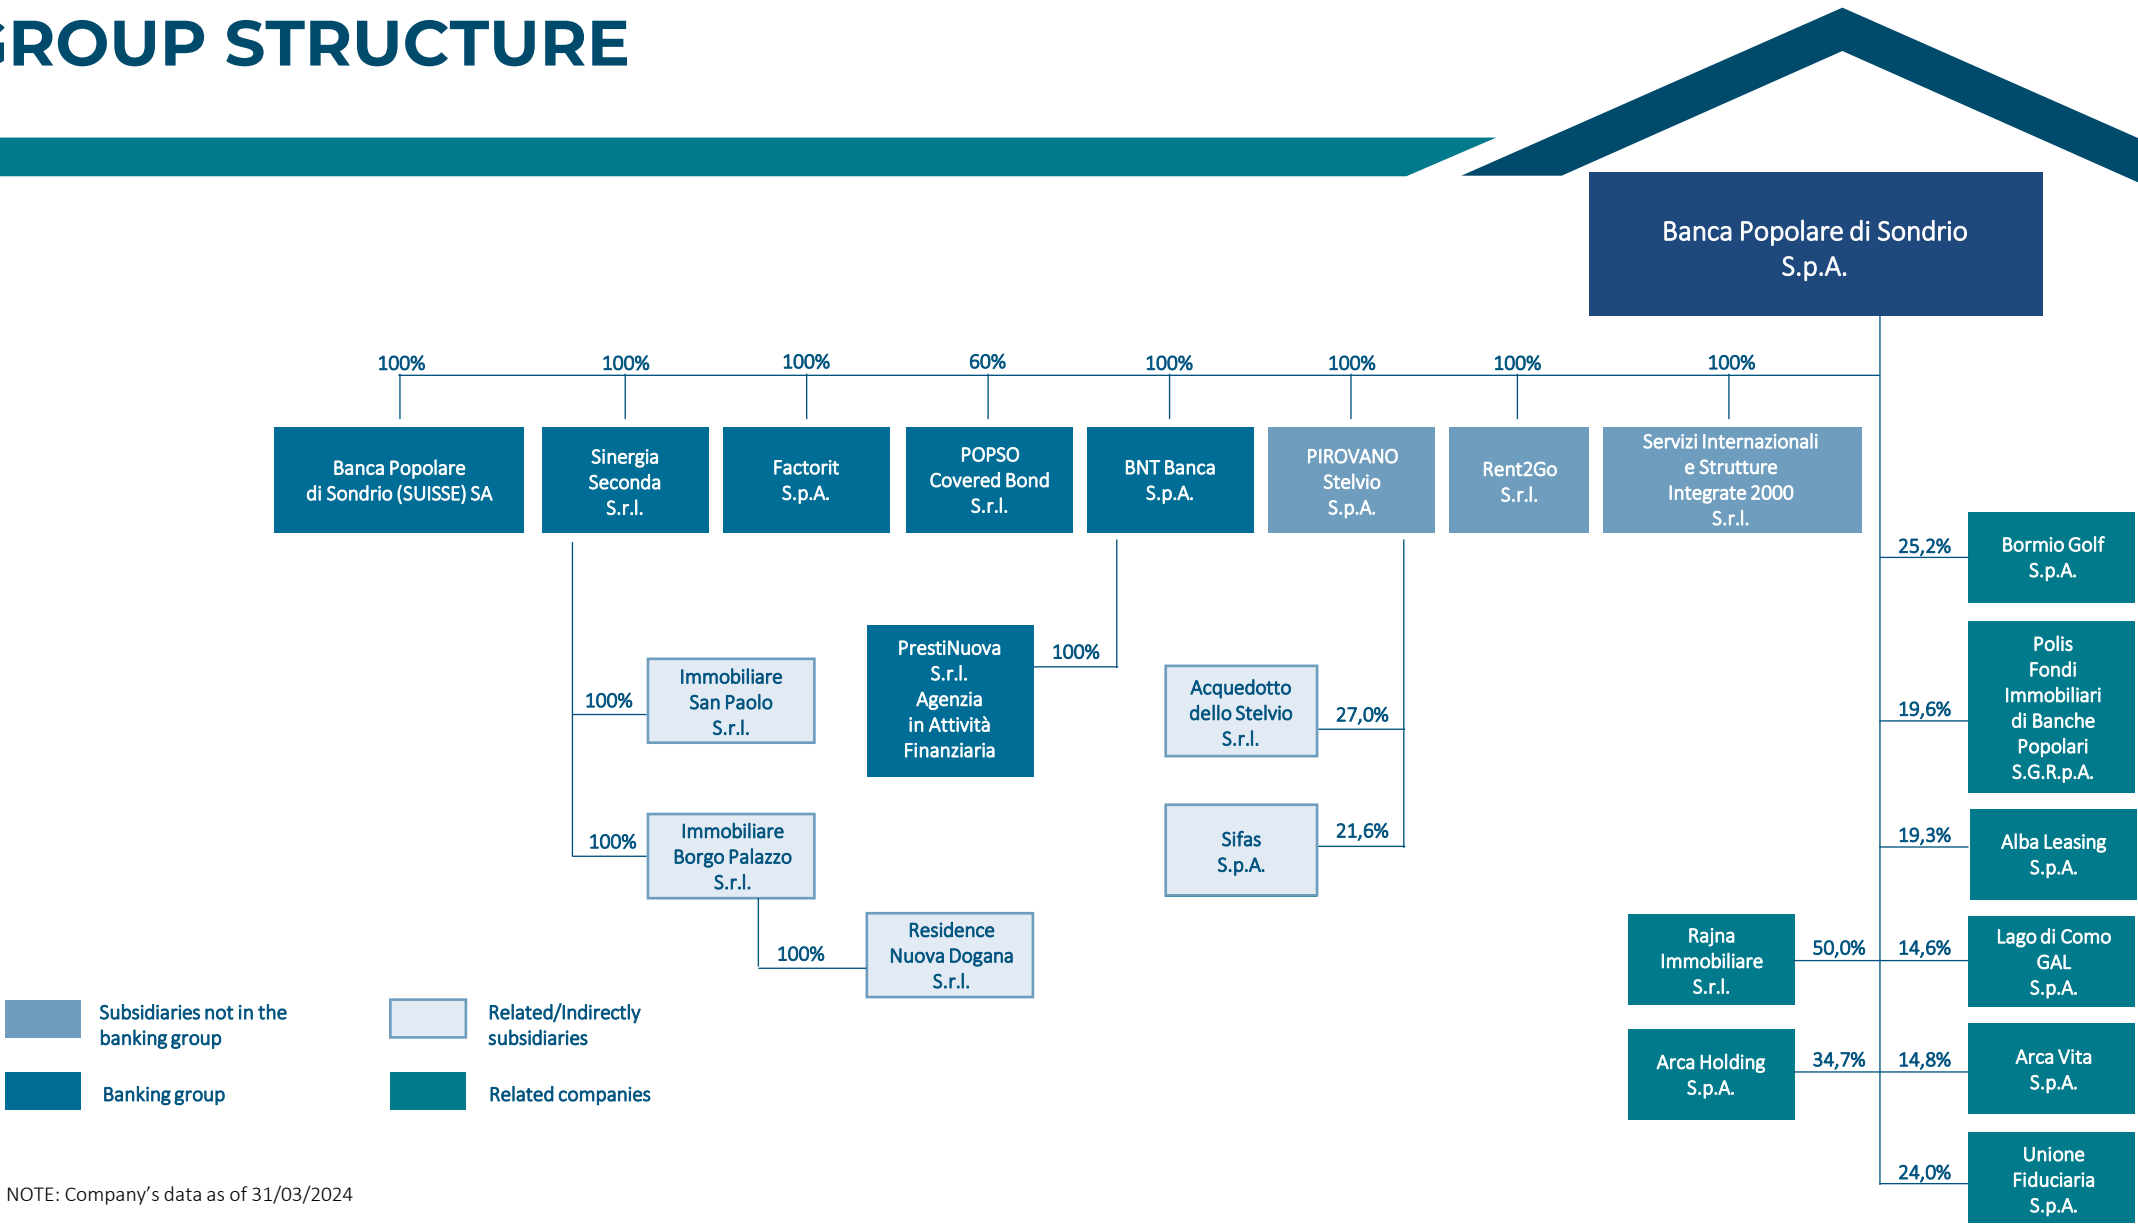 GROUP STRUCTURE
Banca Popolare di Sondrio
S.p.A.
100%
100%
100%
60%
100%
100%
100%
100%
Banca Popolare
di Sondrio (SUISSE) SA
Sinergia
Seconda
S.r.l.
Factorit
S.p.A.
POPSO
Covered Bond
S.r.l.
BNT Banca
S.p.A.
PIROVANO
Stelvio
S.p.A.
Rent2Go
S.r.l.
Servizi Internazionali
e Strutture
Integrate 2000
S.r.l.
25,2%
Bormio Golf
S.p.A.
19,6%
Polis
Fondi
Immobiliari
di Banche
Popolari
S.G.R.p.A.
100%
Immobiliare
San Paolo
S.r.l.
PrestiNuova
S.r.l.
Agenzia
in Attività
Finanziaria
100%
Acquedotto
dello Stelvio
S.r.l.
27,0%
100%
Immobiliare
Borgo Palazzo
S.r.l.
Sifas
S.p.A.
21,6%
19,3%
Alba Leasing
S.p.A.
100%
Residence
Nuova Dogana
S.r.l.
Rajna
Immobiliare
S.r.l.
50,0%
14,6%
Lago di Como
GAL
S.p.A.
Arca Holding
S.p.A.
34,7%
14,8%
Arca Vita
S.p.A.
24,0%
Unione
Fiduciaria
S.p.A.
Subsidiaries not in the
banking group
Related/Indirectly
subsidiaries
Banking group
Related companies
NOTE: Company's data as of 31/03/2024